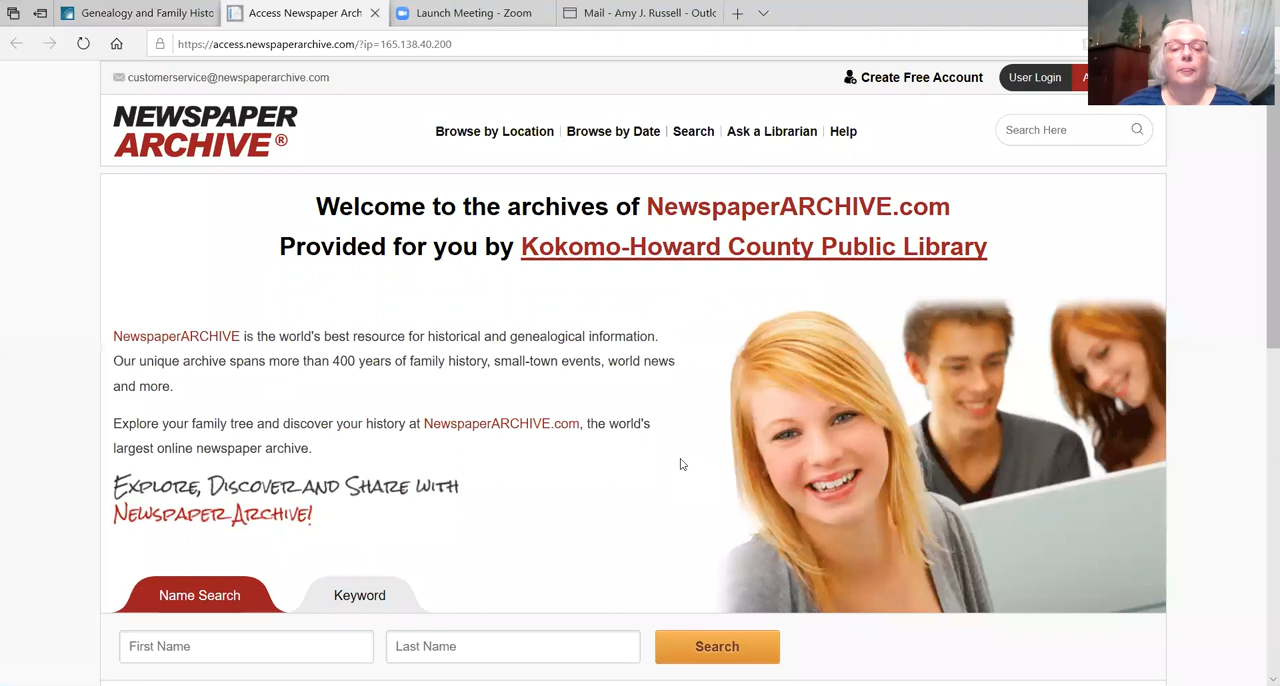 Genealogy and Family Histo
Access Newspaper Arch
Launch Meeting - Zoom
Mail - Amy J. Russell - Outlo
https://access.newspaperarchive.com/?ip=165.138.40.200
customerservice@newspaperarchive.com
Create Free Account
User Login
A
NEWSPAPER
ARCHIVE®
Browse by Location
Browse by Date
Search
Ask a Librarian
Help
Search Here
Welcome to the archives of NewspaperARCHIVE.com
Provided for you by Kokomo-Howard County Public Library
NewspaperARCHIVE is the world's best resource for historical and genealogical information.
Our unique archive spans more than 400 years of family history, small-town events, world news
and more.
Explore your family tree and discover your history at NewspaperARCHIVE.com, the world's
largest online newspaper archive.
Explore, Discover and Share with
Newspaper Archive!
Name Search
Keyword
First Name
Last Name
Search